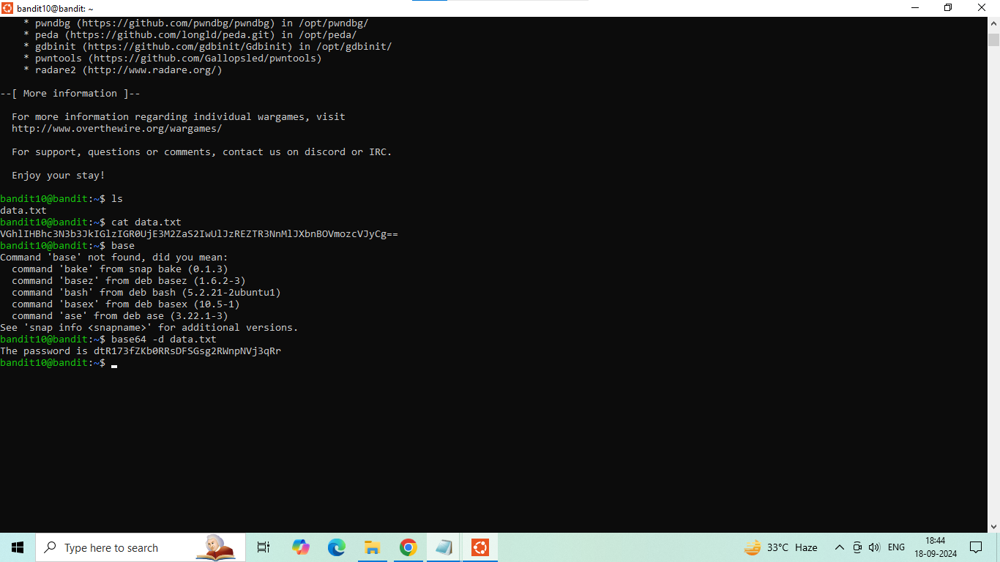 bandit10@bandit: ~
* pwndbg (https://github.com/pwndbg/pwndbg) in /opt/pwndbg/
* peda (https://github.com/longld/peda.git) in /opt/peda/
* gdbinit (https://github.com/gdbinit/Gdbinit) in /opt/gdbinit/
* pwntools (https://github.com/Gallopsled/pwntools)
* radare2 (http://www.radare.org/)
--[ More information ]--
For more information regarding individual wargames, visit
http://www.overthewire.org/wargames/
For support, questions or comments, contact us on discord or IRC.
Enjoy your stay!
bandit10@bandit:~$ ls
data.txt
bandit10@bandit:~$ cat data.txt
VGhlIHBhc3N3b3JkIGlzIGR0UjE3M2ZaS2IwUlJzREZTR3NnMlJXbnBOVmozcVJyCg==
bandit10@bandit:~$ base
Command 'base' not found, did you mean:
command 'bake' from snap bake (0.1.3)
command 'basez' from deb basez (1.6.2-3)
command 'bash' from deb bash (5.2.21-2ubuntu1)
command 'basex' from deb basex (10.5-1)
command 'ase' from deb ase (3.22.1-3)
See 'snap info <snapname>' for additional versions.
bandit10@bandit:~$ base64 -d data.txt
The password is dtR173fZKb0RRsDFSGsg2RWnpNVj3qRr
bandit10@bandit:~$
Type here to search
33°C Haze
ENG
18:44
18-09-2024